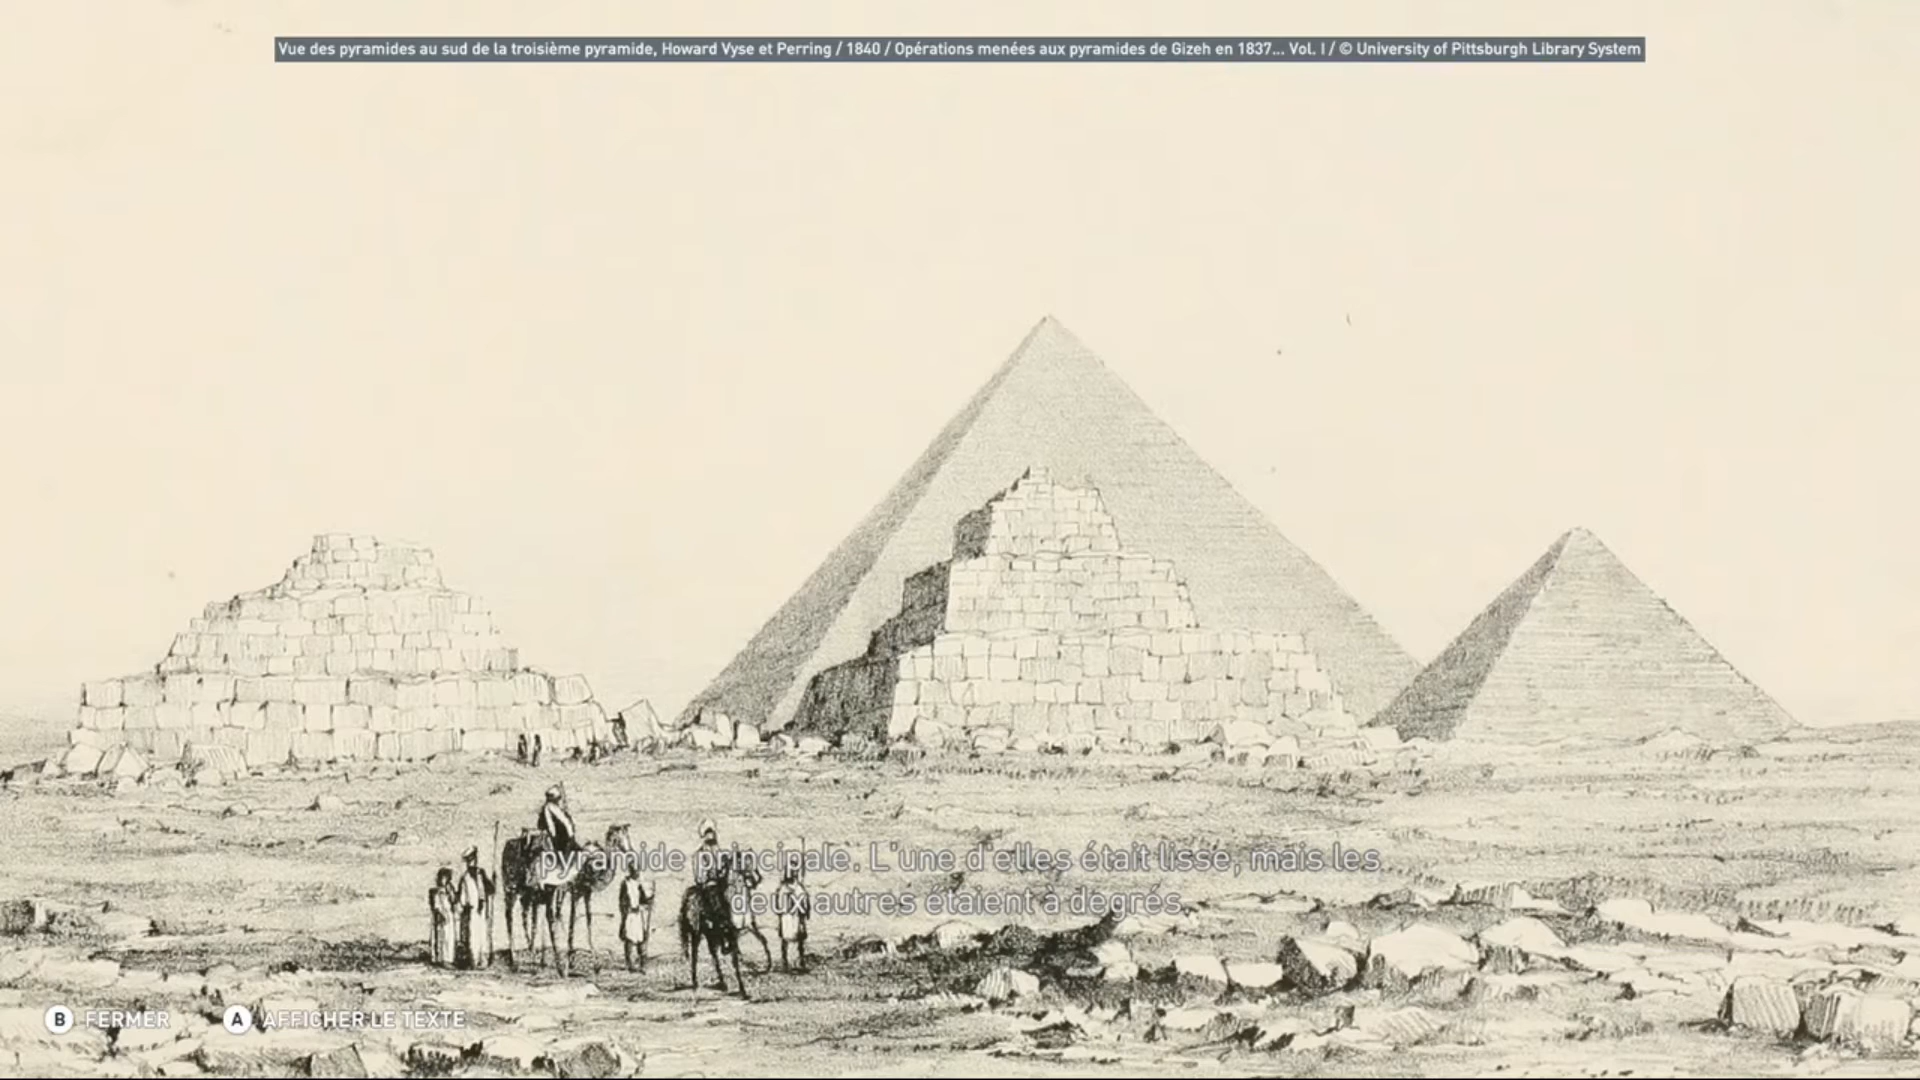 Vue des pyramides au sud de la troisième pyramide, Howard Vyse et Perring / 1840 / Opérations menées aux pyramides de Gizeh en 1837... Vol. I / © University of Pittsburgh Library System
pyramide principale. L'une d'elles était lisse, mais les
deux autres étaient à degrés.
B FERMER A AFFICHER LE TEXTE